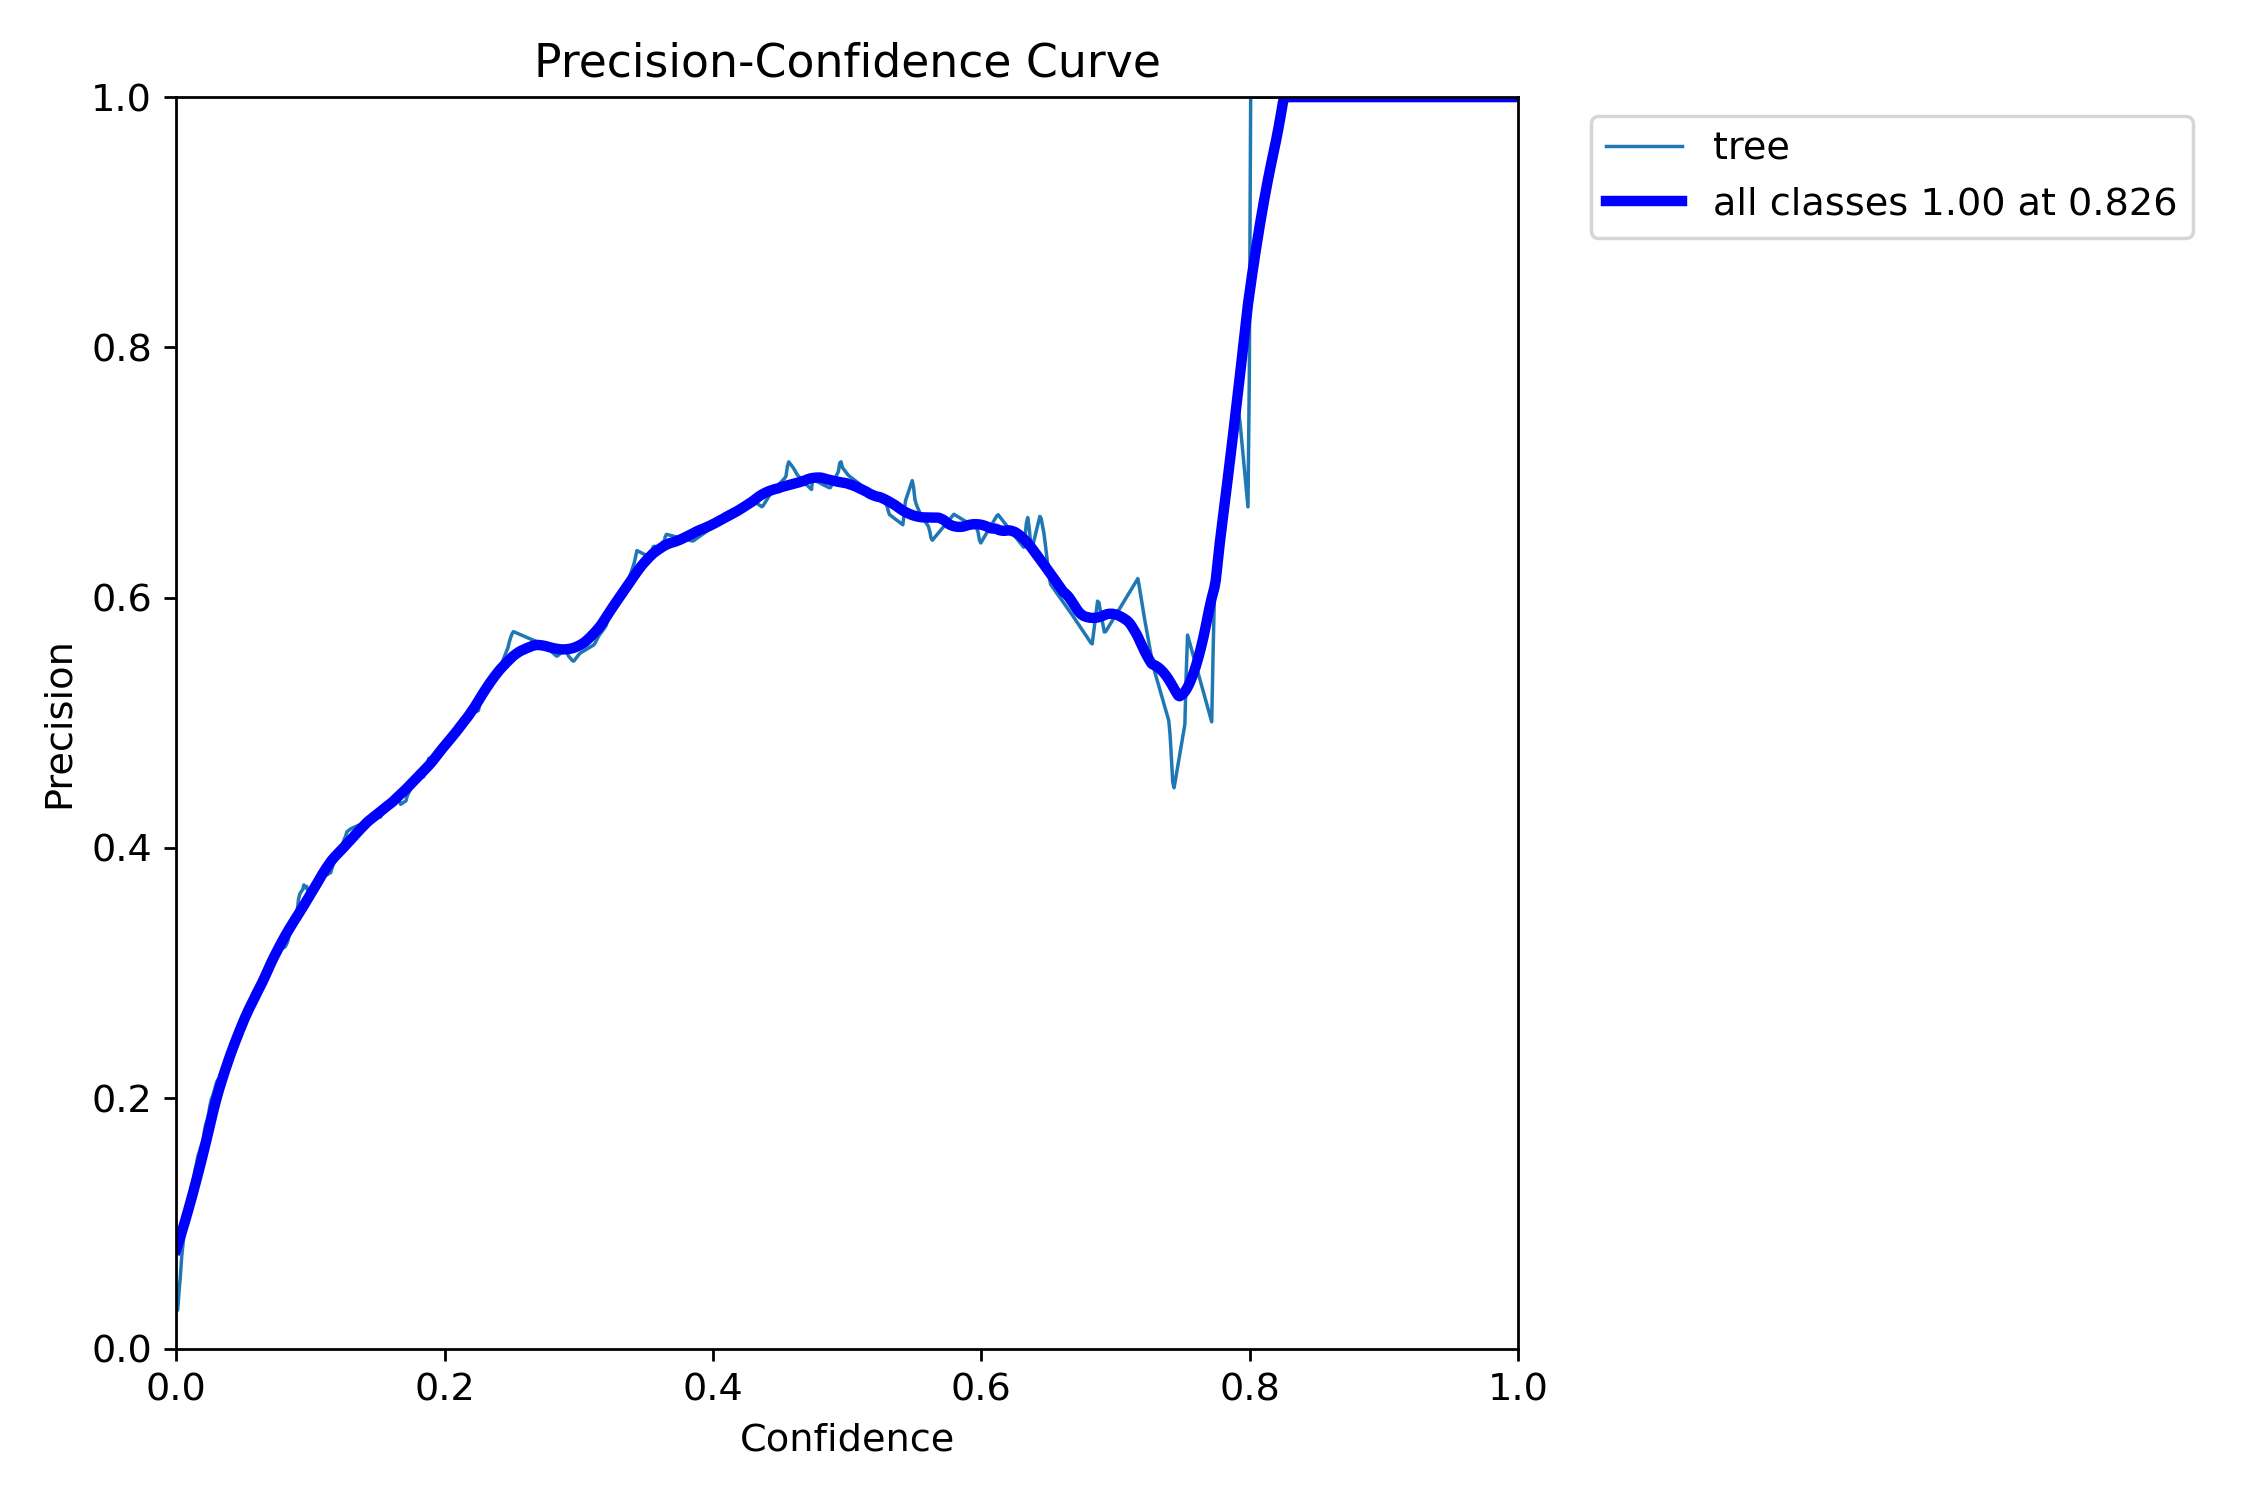 Precision-Confidence Curve
1.0
0.8
0.6
0.4
0.2
0.0
Precision
0.0 0.2 0.4 0.6 0.8 1.0
Confidence
tree
all classes 1.00 at 0.826